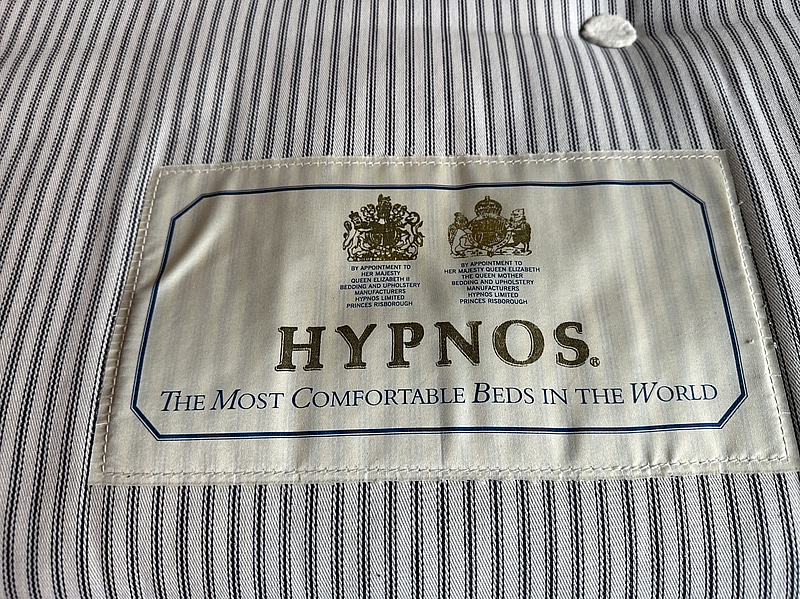 BY APPOINTMENT TO
HER MAJESTY
QUEEN ELIZABETH II
BEDDING AND UPHOLSTERY
MANUFACTURERS
HYPNOS LIMITED
PRINCES RISBOROUGH
BY APPOINTMENT TO
HER MAJESTY QUEEN ELIZABETH
THE QUEEN MOTHER
BEDDING AND UPHOLSTERY
MANUFACTURERS
HYPNOS LIMITED
PRINCES RISBOROUGH
HYPNOS®
THE MOST COMFORTABLE BEDS IN THE WORLD